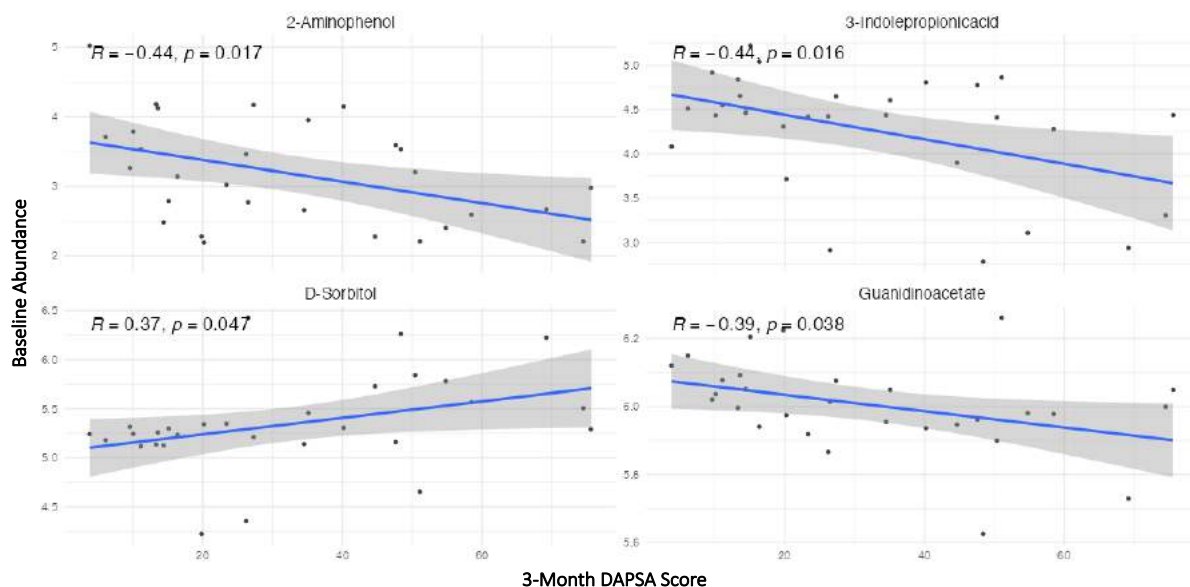 2-Aminophenol
3-Indolepropionicacid
R = −0.44, p = 0.017
R = −0.44, p = 0.016
5
4
3
2
5.0
4.5
4.0
3.5
3.0
D-Sorbitol
Guanidinoacetate
R = 0.37, p = 0.047
R = −0.39, p = 0.038
6.5
6.0
5.5
5.0
4.5
6.2
6.0
5.8
5.6
20
40
60
20
40
60
Baseline Abundance
3-Month DAPSA Score